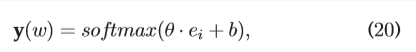 y(w) = softmax(θ · e_i + b), (20)